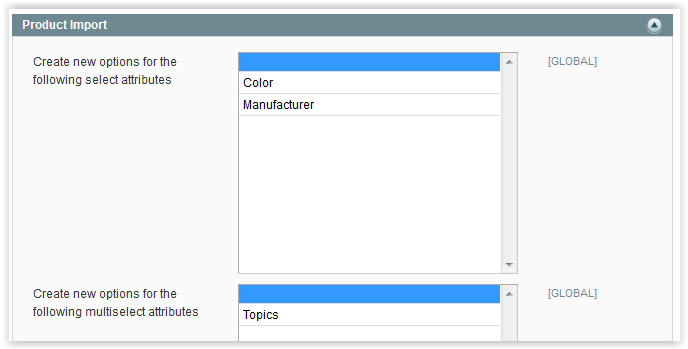 Product Import
Create new options for the
following select attributes
Color
Manufacturer
[GLOBAL]
Create new options for the
following multiselect attributes
Topics
[GLOBAL]